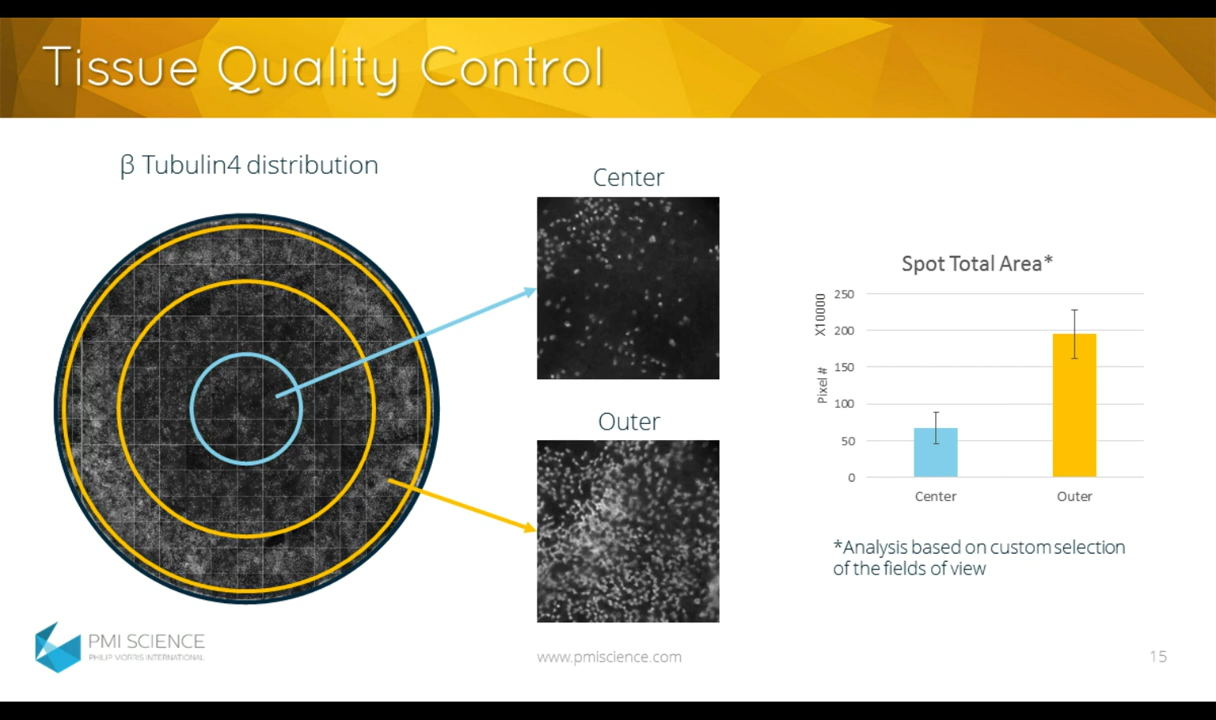 Tissue Quality Control
β Tubulin4 distribution
Center
Outer
Spot Total Area*
X10000
Pixel #
250
200
150
100
50
0
Center
Outer
*Analysis based on custom selection
of the fields of view
PMI SCIENCE
PHILIP MORRIS INTERNATIONAL
www.pmiscience.com
15